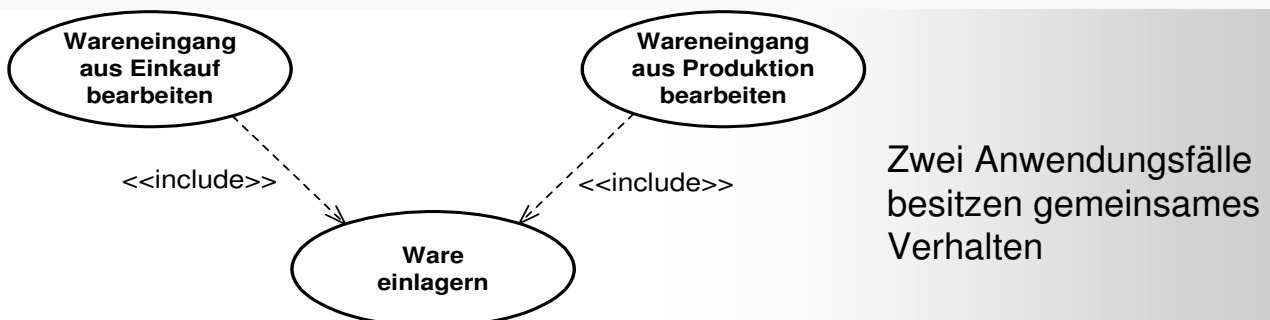 Wareneingang
aus Einkauf
bearbeiten
Wareneingang
aus Produktion
bearbeiten
<<include>>
<<include>>
Ware
einlagern
Zwei Anwendungsfälle
besitzen gemeinsames
Verhalten